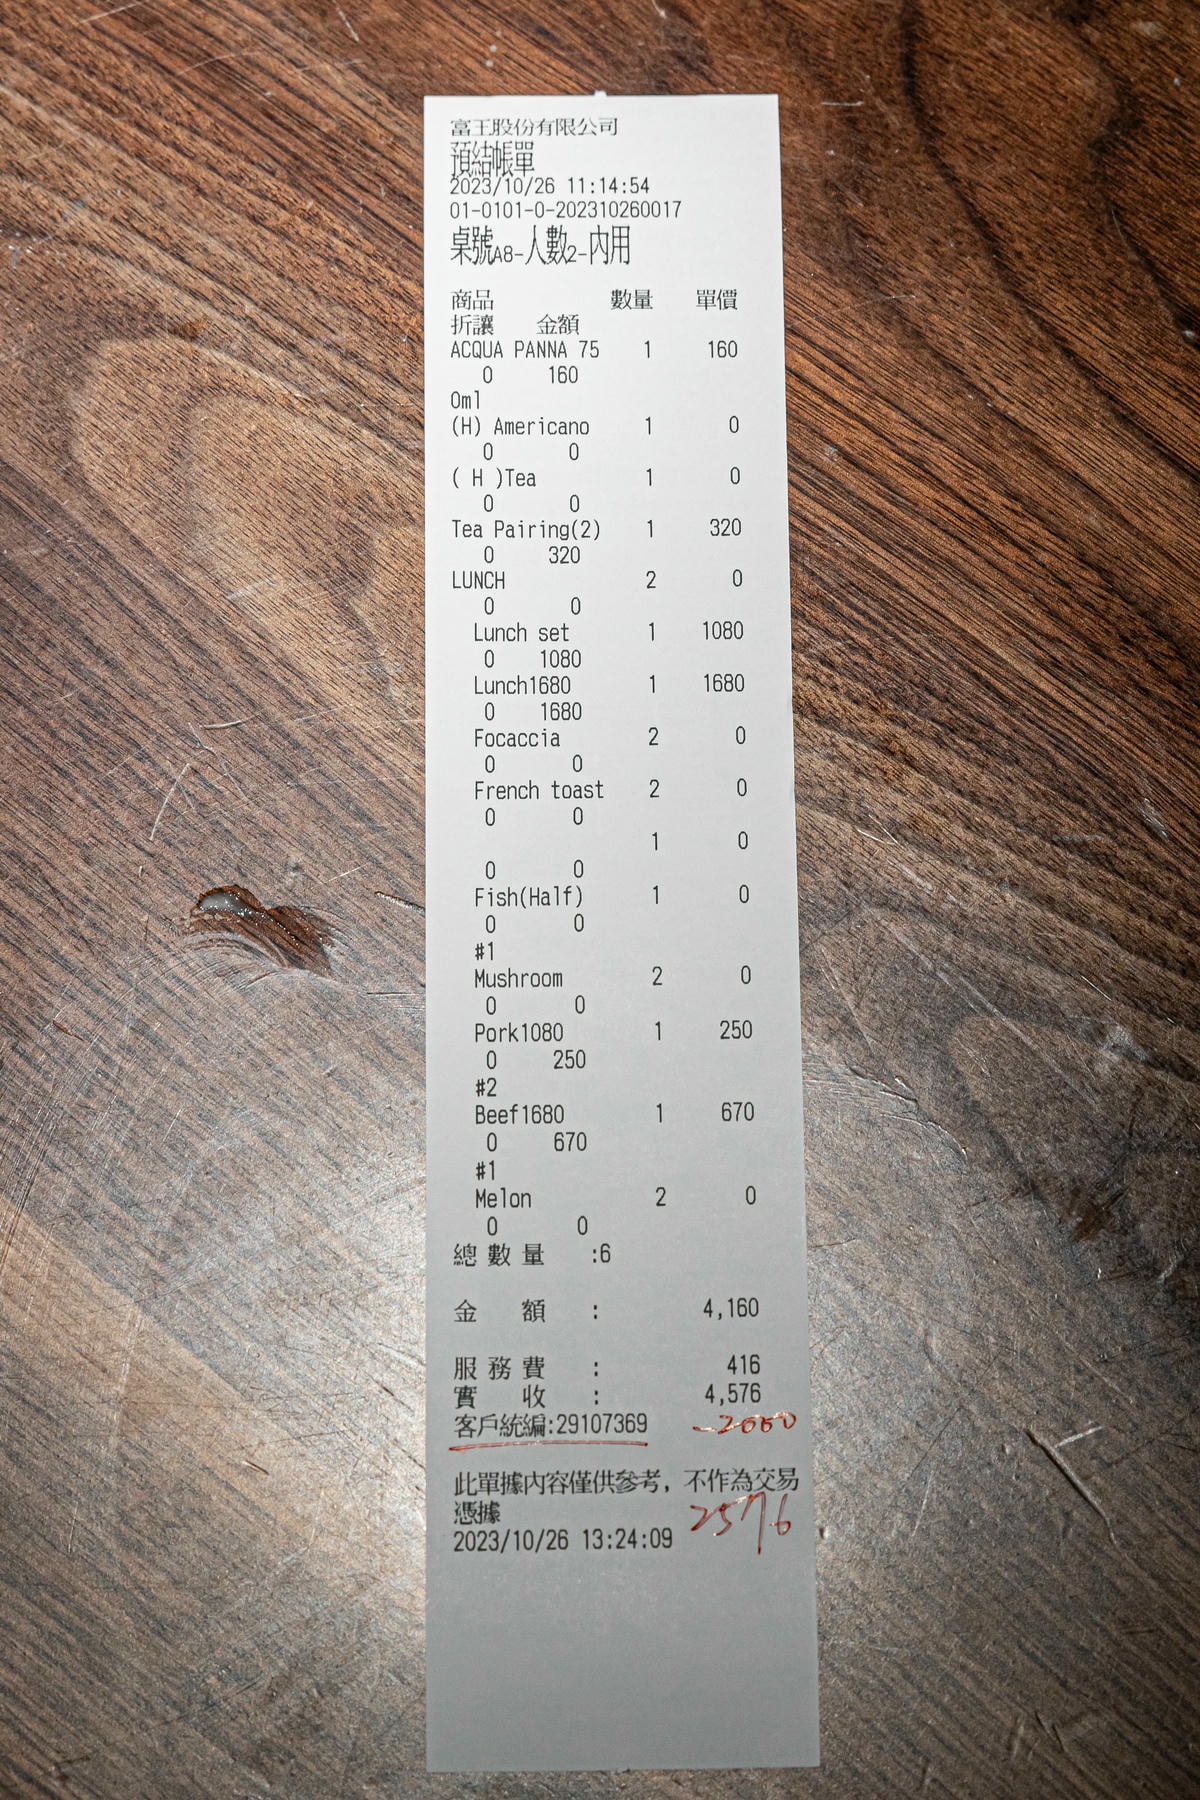 富王股份有限公司
預結帳單
2023/10/26 11:14:54
01-0101-0-202310260017
桌號A8-人數2-內用
商品 數量 單價
折讓 金額
ACQUA PANNA 75 1 160
0 160
0ml
(H) Americano 1 0
0 0
( H )Tea 1 0
0 0
Tea Pairing(2) 1 320
0 320
LUNCH 2 0
0 0
Lunch set 1 1080
0 1080
Lunch1680 1 1680
0 1680
Focaccia 2 0
0 0
French toast 2 0
0 0
1 0
0 0
Fish(Half) 1 0
0 0
#1
Mushroom 2 0
0 0
Pork1080 1 250
0 250
#2
Beef1680 1 670
0 670
#1
Melon 2 0
0 0
總 數 量 :6
金 額 : 4,160
服 務 費 : 416
實 收 : 4,576
客戶統編:29107369 -2000
此單據內容僅供參考, 不作為交易
憑據 2576
2023/10/26 13:24:09